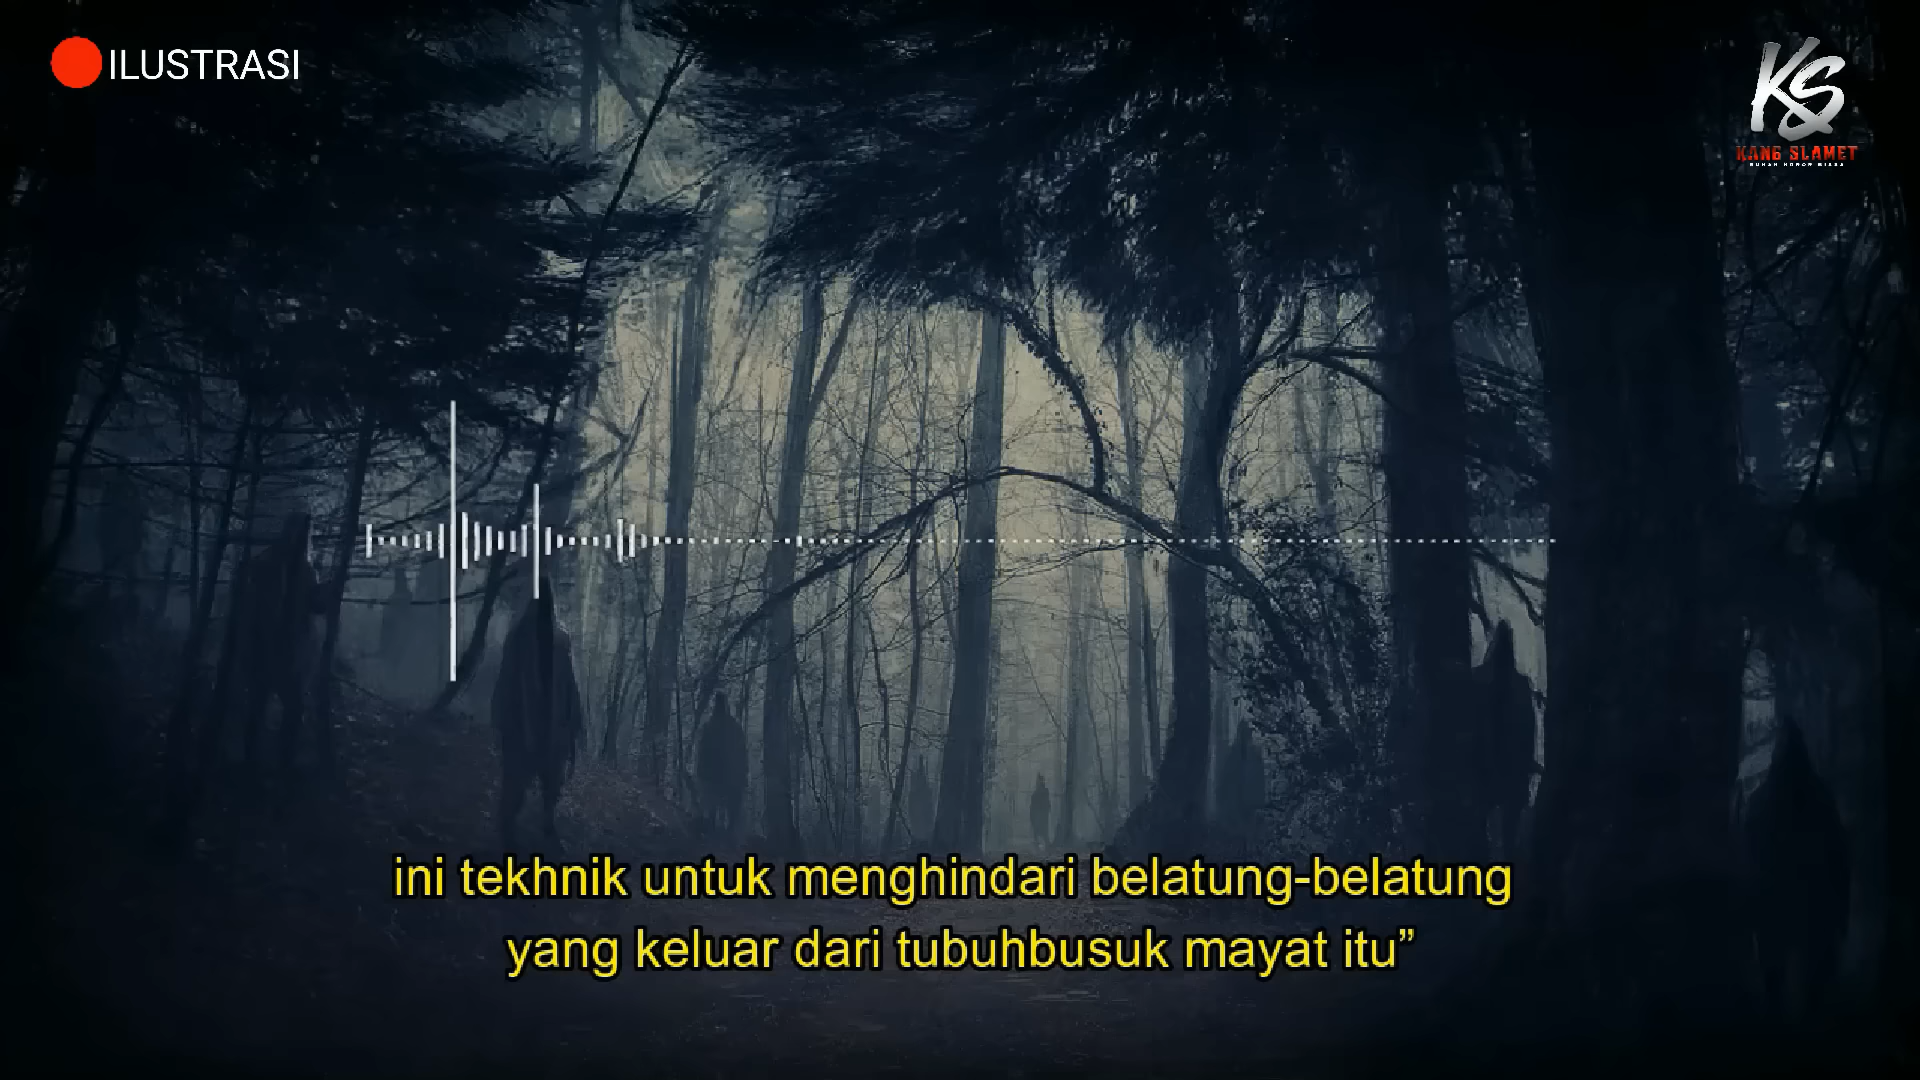 ILUSTRASI
KS
KANG SLAMET
ini tekhnik untuk menghindari belatung-belatung
yang keluar dari tubuhbusuk mayat itu”